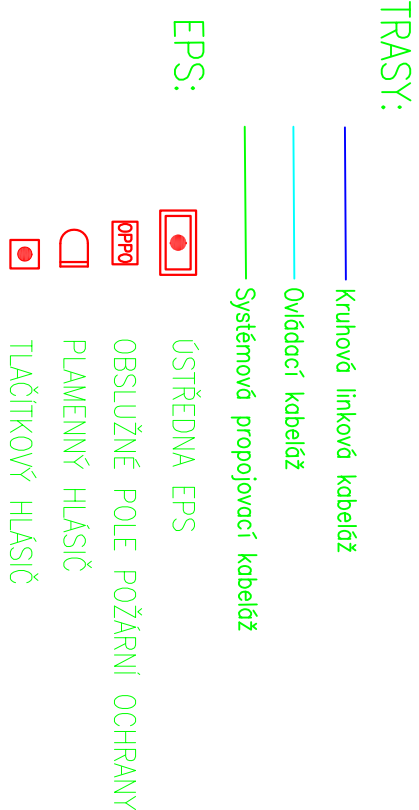 TRASY:
Kruhová linková kabeláž
Ovládací kabeláž
Systémová propojovací kabeláž
EPS:
ÚSTŘEDNA EPS
OPPO
OBSLUŽNÉ POLE POŽÁRNÍ OCHRANY
PLAMENNÝ HLÁSIČ
TLAČÍTKOVÝ HLÁSIČ